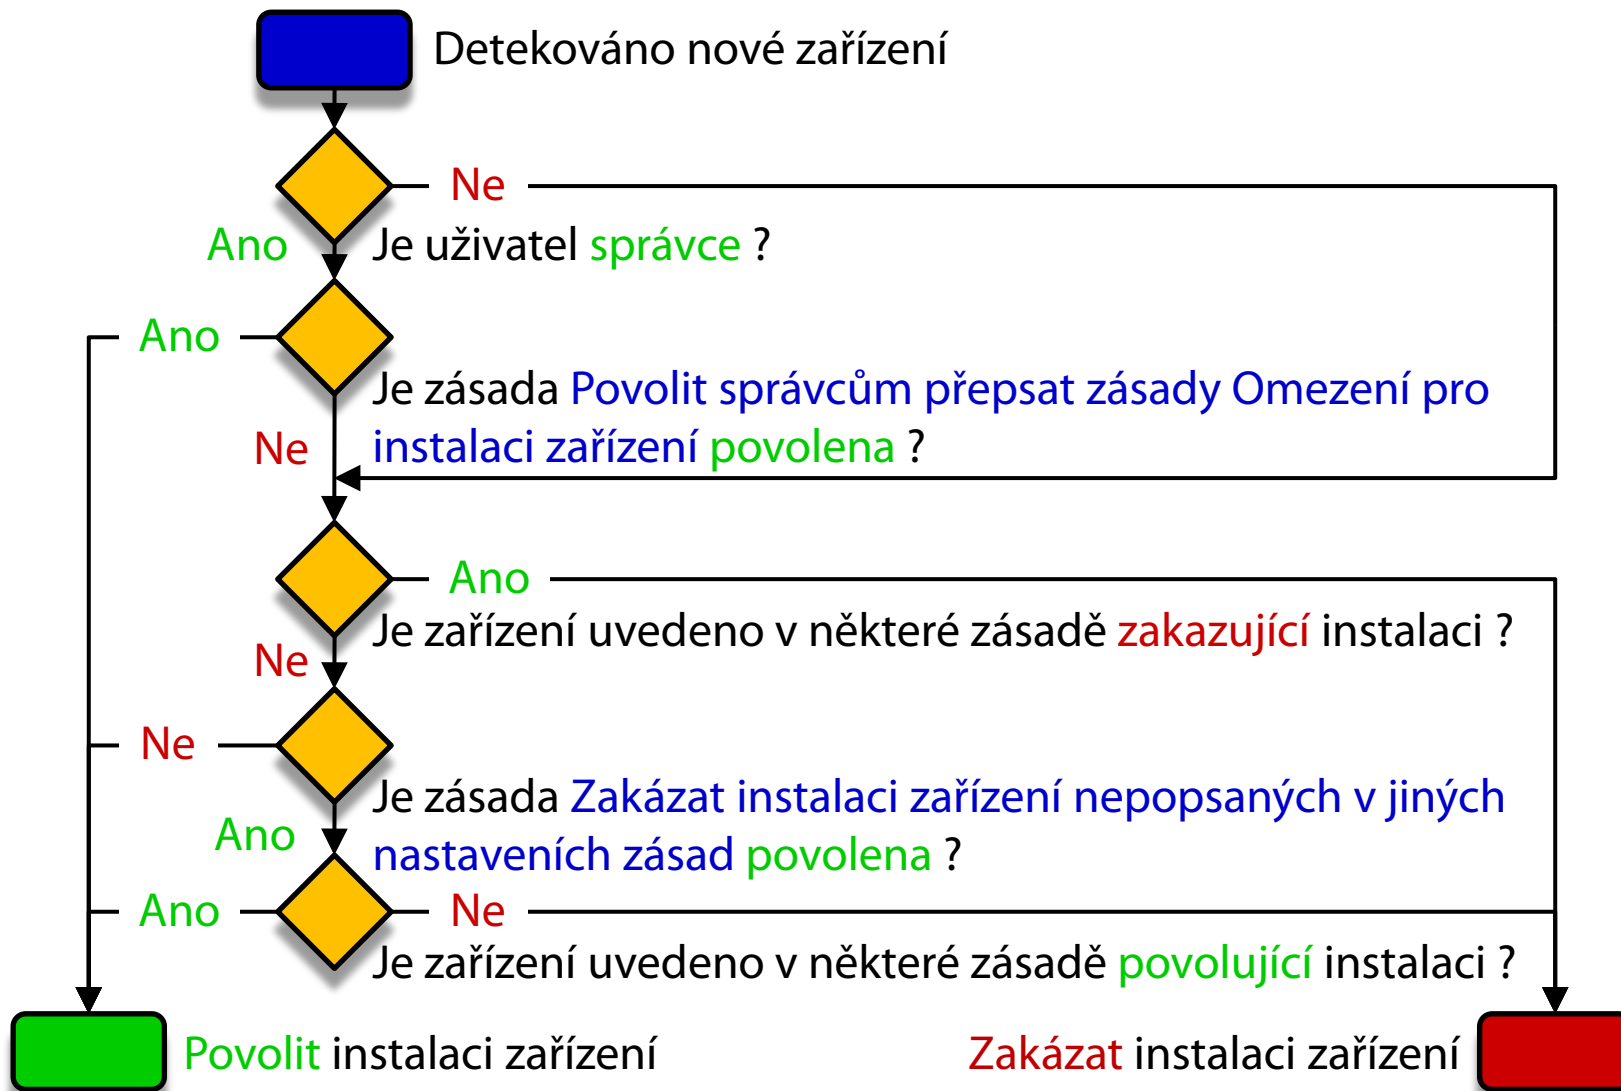 Detekováno nové zařízení
Ne
Ano
Je uživatel správce ?
Ano
Je zásada Povolit správcům přepsat zásady Omezení pro
instalaci zařízení povolena ?
Ne
Ano
Je zařízení uvedeno v některé zásadě zakazující instalaci ?
Ne
Ne
Je zásada Zakázat instalaci zařízení nepopsaných v jiných
nastaveních zásad povolena ?
Ano
Ano
Ne
Je zařízení uvedeno v některé zásadě povolující instalaci ?
Povolit instalaci zařízení
Zakázat instalaci zařízení